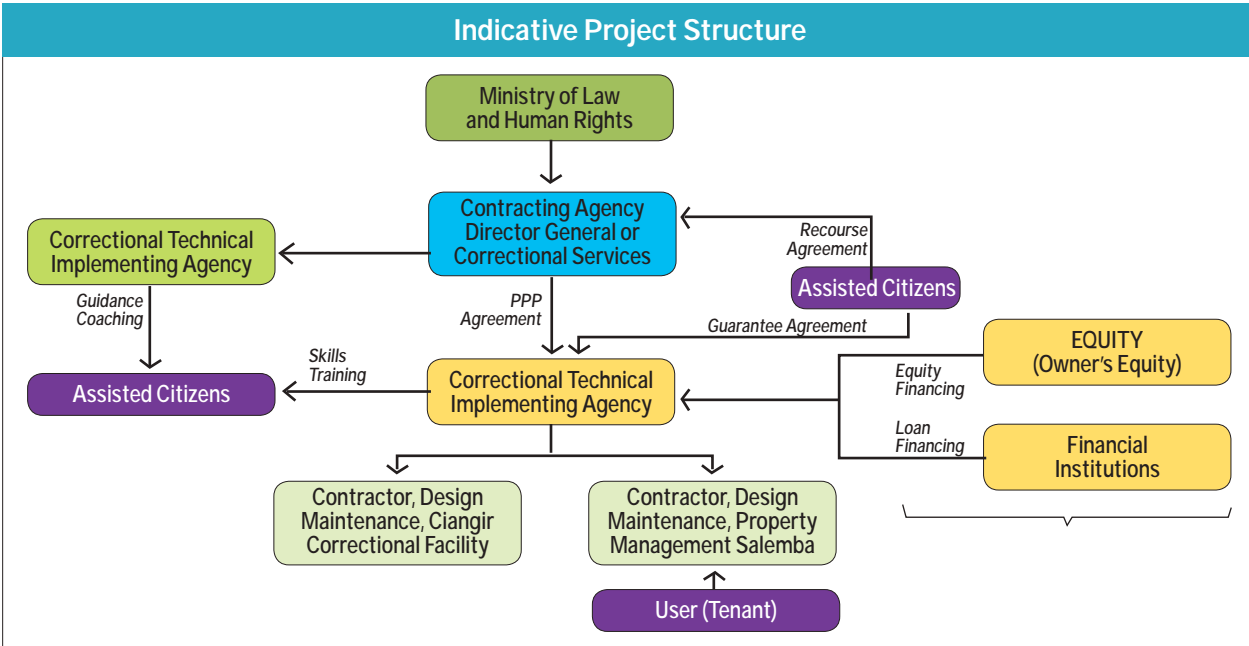 Indicative Project Structure
Ministry of Law
and Human Rights
Contracting Agency
Director General or
Correctional Services
Correctional Technical
Implementing Agency
Recourse
Agreement
Assisted Citizens
Guidance
Coaching
PPP
Agreement
Guarantee Agreement
EQUITY
(Owner's Equity)
Skills
Training
Assisted Citizens
Correctional Technical
Implementing Agency
Equity
Financing
Loan
Financing
Financial
Institutions
Contractor, Design
Maintenance, Ciangir
Correctional Facility
Contractor, Design
Maintenance, Property
Management Salemba
User (Tenant)